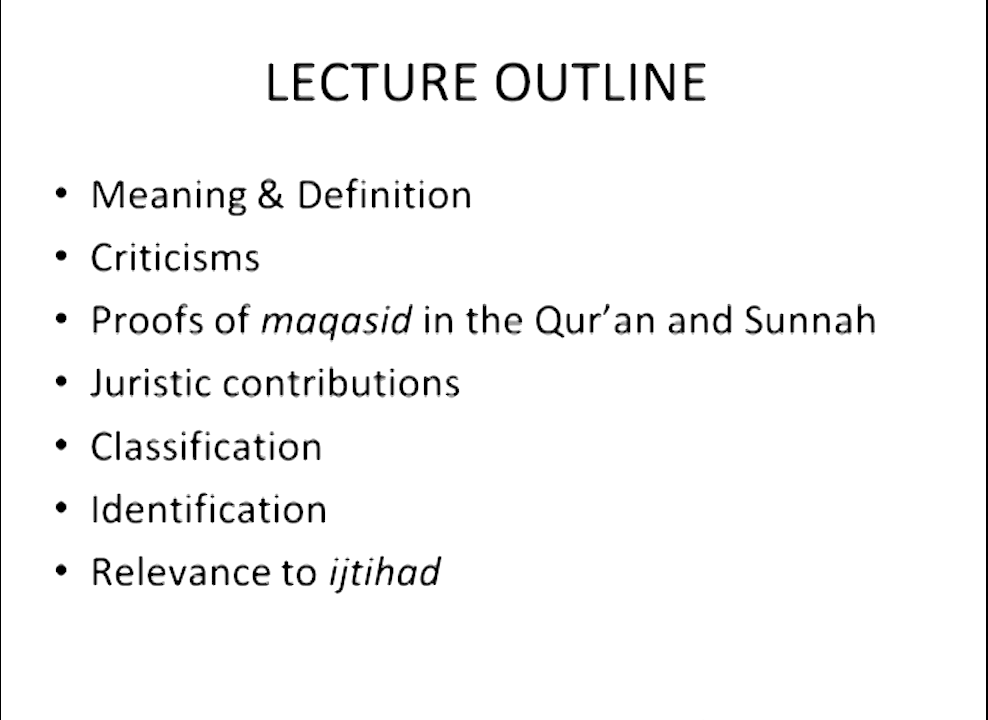 LECTURE OUTLINE
• Meaning & Definition
• Criticisms
• Proofs of maqasid in the Qur’an and Sunnah
• Juristic contributions
• Classification
• Identification
• Relevance to ijtihad